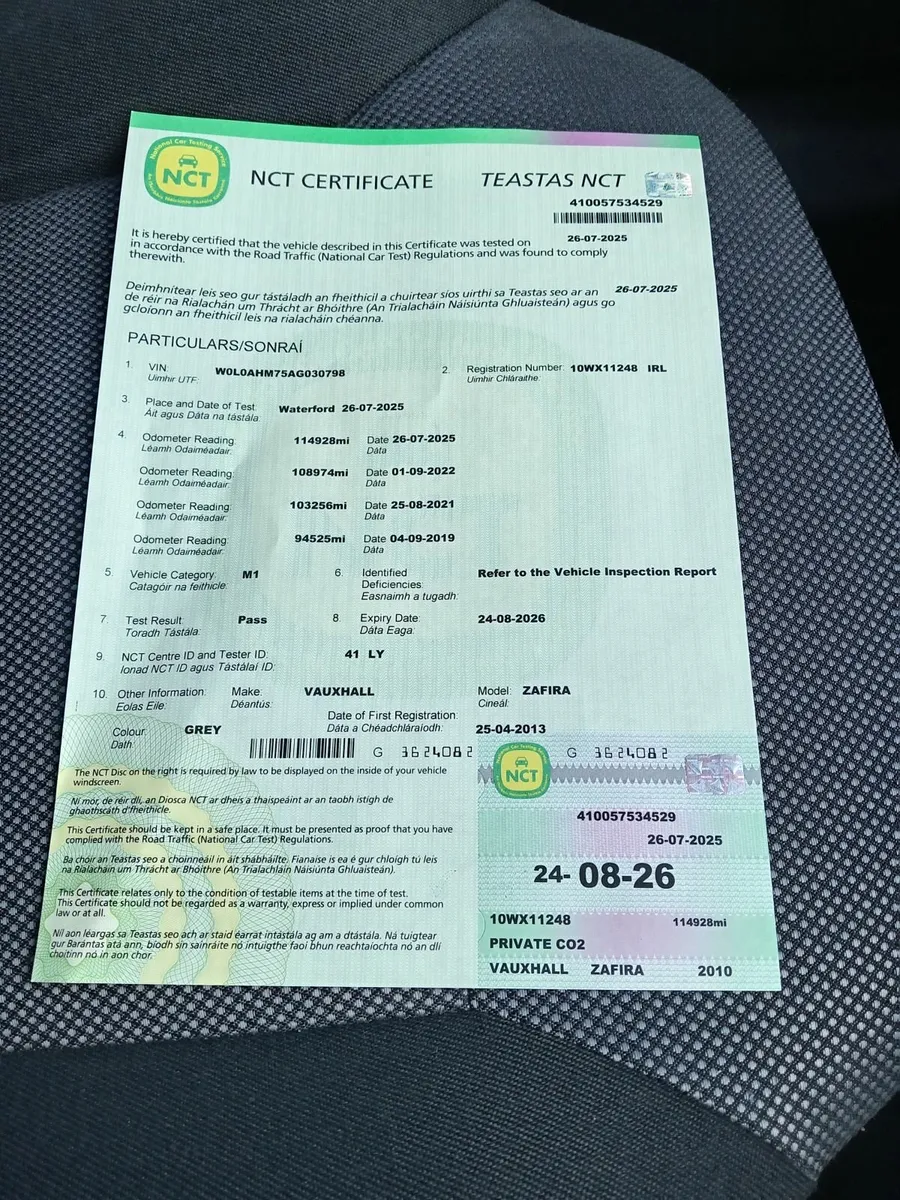 National Car Testing Service
NCT
An tSeirbhís Náisiúnta Tástála Gluaisteán
NCT CERTIFICATE TEASTAS NCT
410057534529
It is hereby certified that the vehicle described in this Certificate was tested on 26-07-2025
in accordance with the Road Traffic (National Car Test) Regulations and was found to comply
therewith.
Deimhnítear leis seo gur tástáladh an fheithicil a chuirtear síos uirthi sa Teastas seo ar an 26-07-2025
de réir na Rialachán um Thrácht ar Bhóithre (An Trialacháin Náisiúnta Ghluaisteán) agus go
gcloíonn an fheithicil leis na rialacháin chéanna.
PARTICULARS/SONRAÍ
1. VIN: W0L0AHM75AG030798 2. Registration Number: 10WX11248 IRL
Uimhir UTF: Uimhir Chláraithe:
3. Place and Date of Test: Waterford 26-07-2025
Áit agus Dáta na tástála:
4. Odometer Reading: 114928mi Date 26-07-2025
Léamh Odaiméadair: Dáta
Odometer Reading: 108974mi Date 01-09-2022
Léamh Odaiméadair: Dáta
Odometer Reading: 103256mi Date 25-08-2021
Léamh Odaiméadair: Dáta
Odometer Reading: 94525mi Date 04-09-2019
Léamh Odaiméadair: Dáta
5. Vehicle Category: M1 6. Identified Refer to the Vehicle Inspection Report
Catagóir na feithicle: Deficiencies:
Easnaimh a tugadh:
7. Test Result: Pass 8. Expiry Date: 24-08-2026
Toradh Tástála: Dáta Eaga:
9. NCT Centre ID and Tester ID: 41 LY
Ionad NCT ID agus Tástálaí ID:
10. Other Information: Make: VAUXHALL Model: ZAFIRA
Eolas Eile: Déantús: Cineál:
Date of First Registration: 25-04-2013
Colour: GREY Dáta a Chéadchláraíodh:
Dath:
G 3624082 G 3624082
The NCT Disc on the right is required by law to be displayed on the inside of your vehicle
windscreen.
Ní mór, de réir dlí, an Diosca NCT ar dheis a thaispeáint ar an taobh istigh de
ghaothscáth d'fheithicle.
This Certificate should be kept in a safe place. It must be presented as proof that you have
complied with the Road Traffic (National Car Test) Regulations.
Ba chóir an Teastas seo a choinneáil in áit shábháilte. Fianaise is ea é gur chloígh tú leis
na Rialacháin um Thrácht ar Bhóithre (An Trialacháin Náisiúnta Ghluaisteán).
This Certificate relates only to the condition of testable items at the time of test.
This Certificate should not be regarded as a warranty, express or implied under common
law or at all.
Níl aon léargas sa Teastas seo ach ar staid éarraí intástála ag am a dtástála. Ná tuigtear
gur Baránta atá ann, bíodh sin sainráite nó intuigthe faoi bhun reachtaíochta nó an dlí
choitinn nó in aon chor.
NCT
410057534529
26-07-2025
24-08-26
10WX11248 114928mi
PRIVATE CO2
VAUXHALL ZAFIRA 2010